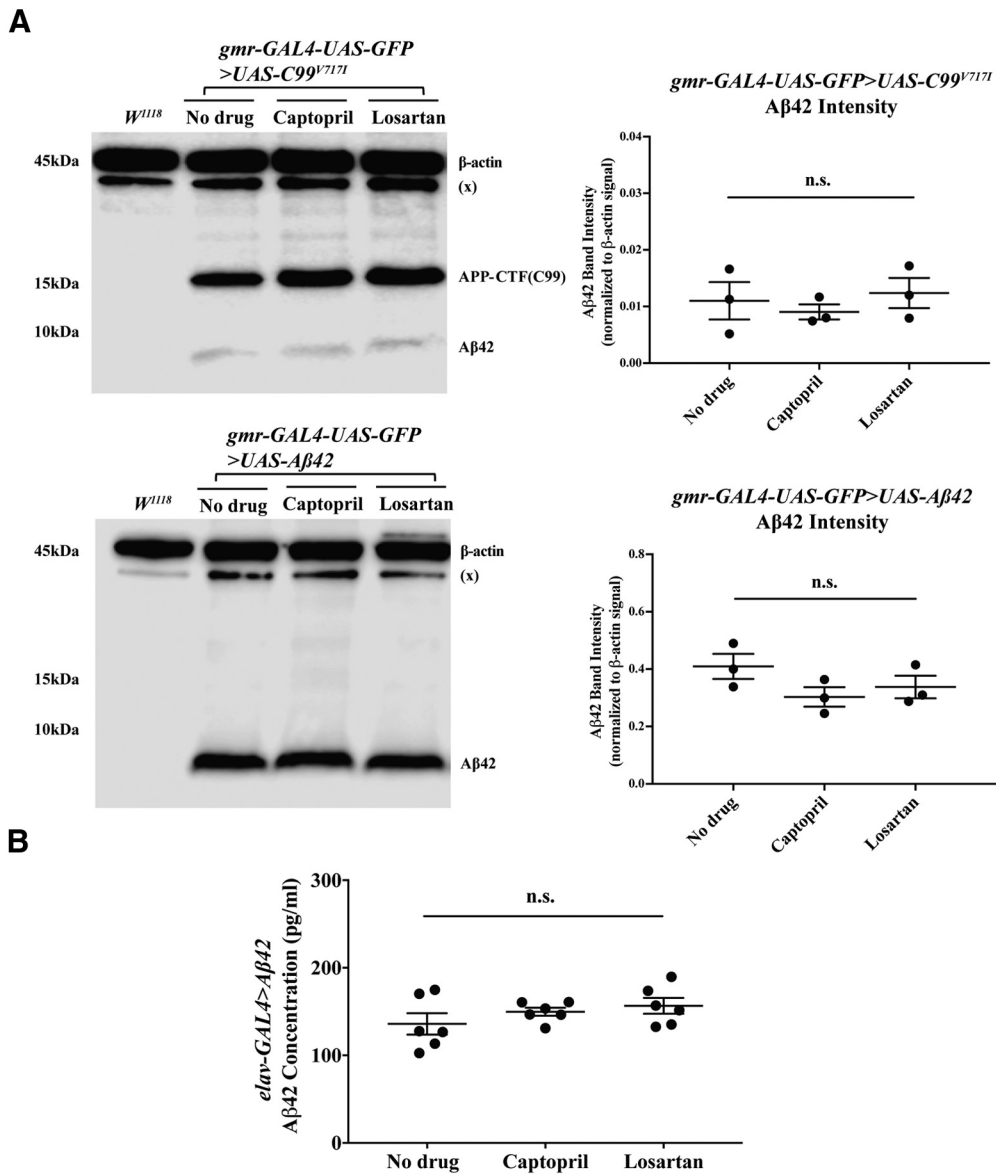 A
gmr-GAL4-UAS-GFP
>UAS-C99V717I
W1118 No drug Captopril Losartan
45kDa
β-actin
(x)
15kDa
APP-CTF(C99)
10kDa
Aβ42
gmr-GAL4-UAS-GFP>UAS-C99V717I
Aβ42 Intensity
Aβ42 Band Intensity
(normalized to β-actin signal)
0.04
0.03
0.02
0.01
0.00
n.s.
No drug
Captopril
Losartan
gmr-GAL4-UAS-GFP
>UAS-Aβ42
W1118 No drug Captopril Losartan
45kDa
β-actin
(x)
15kDa
10kDa
Aβ42
gmr-GAL4-UAS-GFP>UAS-Aβ42
Aβ42 Intensity
Aβ42 Band Intensity
(normalized to β-actin signal)
0.8
0.6
0.4
0.2
0.0
n.s.
No drug
Captopril
Losartan
B
elav-GAL4>Aβ42
Aβ42 Concentration (pg/ml)
300
200
100
0
n.s.
No drug Captopril Losartan